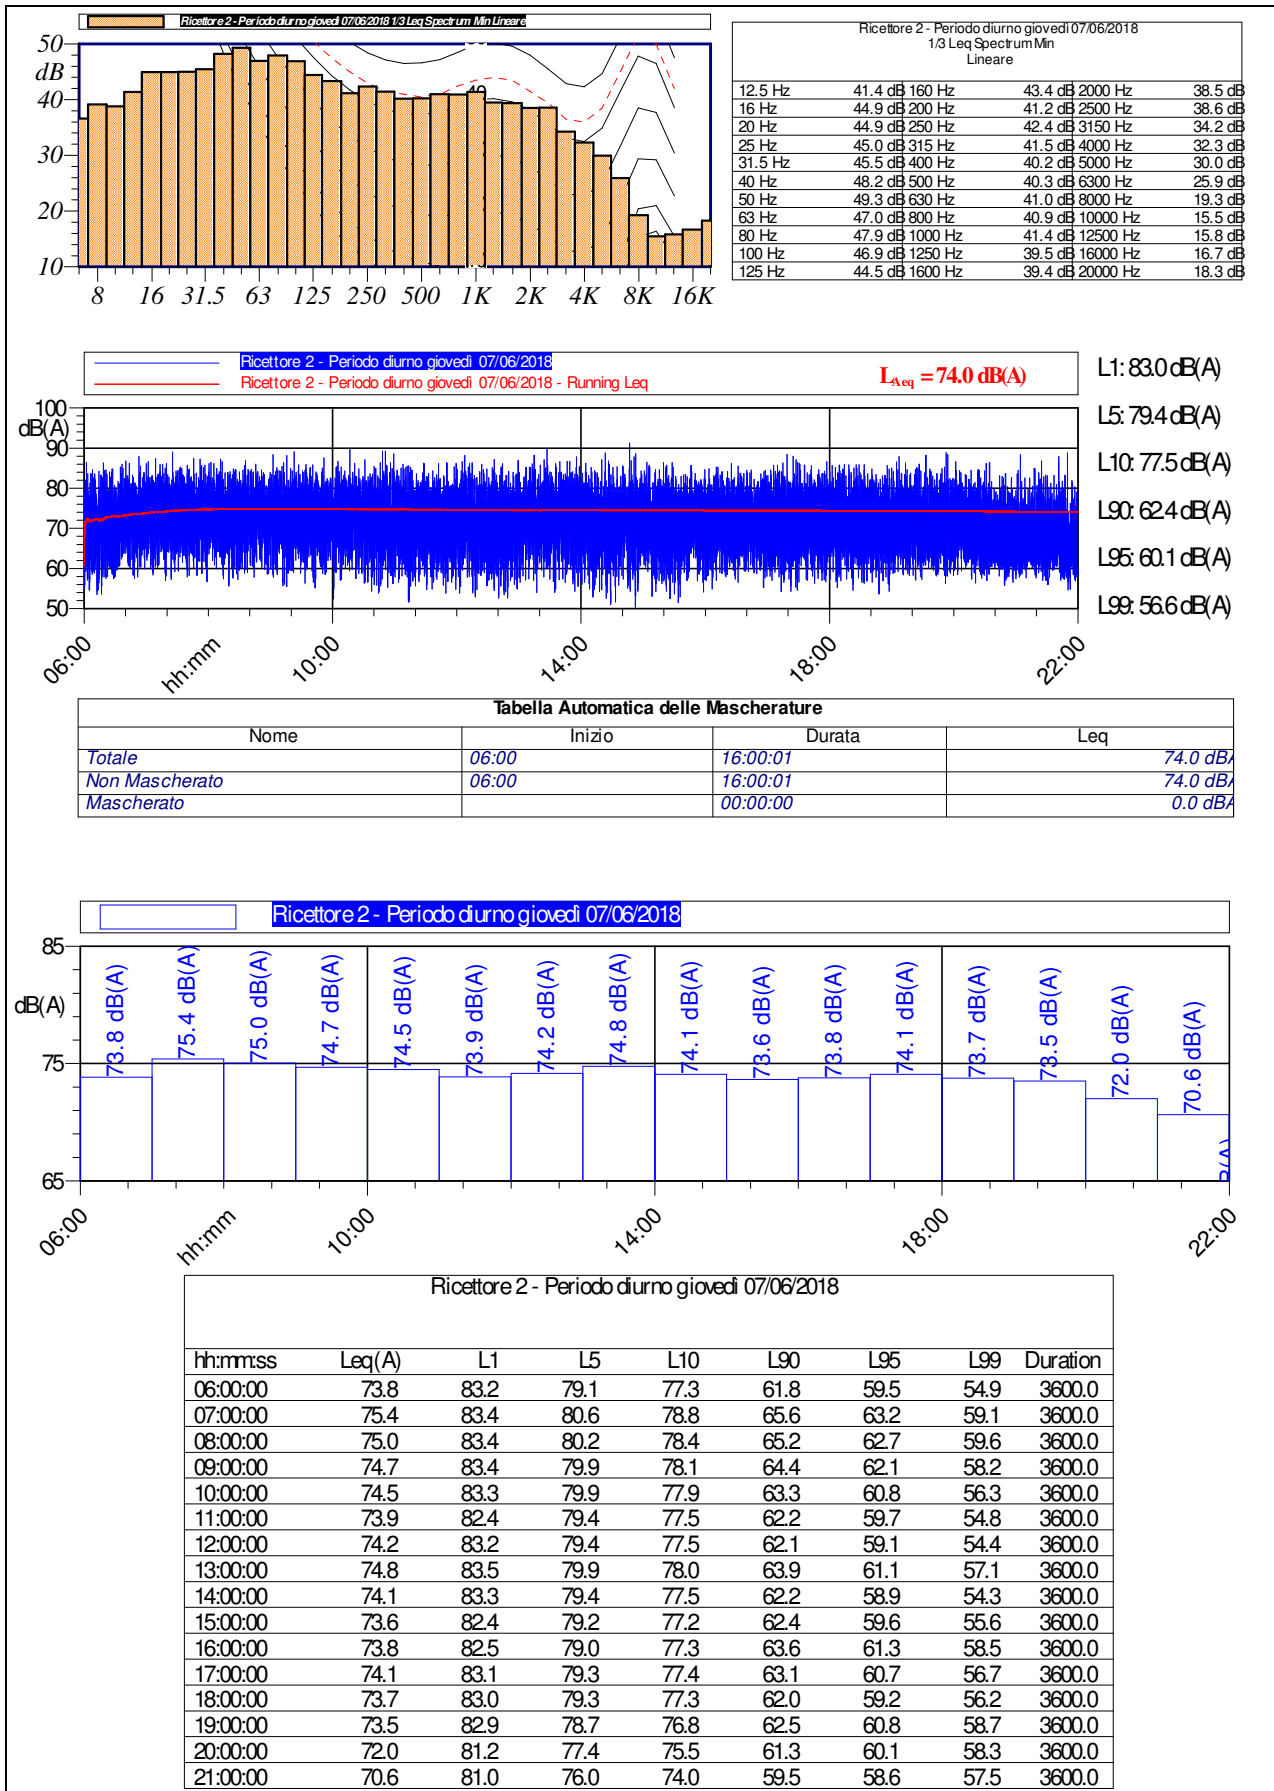 Ricettore 2 - Periodo diurno giovedì 07/06/2018 1/3 Leq Spectrum Min Lineare
50
dB
40
30
20
10
8 16 31.5 63 125 250 500 1K 2K 4K 8K 16K
Ricettore 2 - Periodo diurno giovedì 07/06/2018
1/3 Leq Spectrum Min
Lineare
12.5 Hz 41.4 dB 160 Hz 43.4 dB 2000 Hz 38.5 dB
16 Hz 44.9 dB 200 Hz 41.2 dB 2500 Hz 38.6 dB
20 Hz 44.9 dB 250 Hz 42.4 dB 3150 Hz 34.2 dB
25 Hz 45.0 dB 315 Hz 41.5 dB 4000 Hz 32.3 dB
31.5 Hz 45.5 dB 400 Hz 40.2 dB 5000 Hz 30.0 dB
40 Hz 48.2 dB 500 Hz 40.3 dB 6300 Hz 25.9 dB
50 Hz 49.3 dB 630 Hz 41.0 dB 8000 Hz 19.3 dB
63 Hz 47.0 dB 800 Hz 40.9 dB 10000 Hz 15.5 dB
80 Hz 47.9 dB 1000 Hz 41.4 dB 12500 Hz 15.8 dB
100 Hz 46.9 dB 1250 Hz 39.5 dB 16000 Hz 16.7 dB
125 Hz 44.5 dB 1600 Hz 39.4 dB 20000 Hz 18.3 dB
Ricettore 2 - Periodo diurno giovedì 07/06/2018
Ricettore 2 - Periodo diurno giovedì 07/06/2018 - Running Leq
LAeq = 74.0 dB(A)
100
dB(A)
90
80
70
60
50
06:00 hh:mm 10:00 14:00 18:00 22:00
L1: 83.0 dB(A)
L5: 79.4 dB(A)
L10: 77.5 dB(A)
L90: 62.4 dB(A)
L95: 60.1 dB(A)
L99: 56.6 dB(A)
Tabella Automatica delle Mascherature
Nome Inizio Durata Leq
Totale 06:00 16:00:01 74.0 dBA
Non Mascherato 06:00 16:00:01 74.0 dBA
Mascherato 00:00:00 0.0 dBA
Ricettore 2 - Periodo diurno giovedì 07/06/2018
85
dB(A)
75
65
73.8 dB(A)
75.4 dB(A)
75.0 dB(A)
74.7 dB(A)
74.5 dB(A)
73.9 dB(A)
74.2 dB(A)
74.8 dB(A)
74.1 dB(A)
73.6 dB(A)
73.8 dB(A)
74.1 dB(A)
73.7 dB(A)
73.5 dB(A)
72.0 dB(A)
70.6 dB(A)
06:00 hh:mm 10:00 14:00 18:00 22:00
Ricettore 2 - Periodo diurno giovedì 07/06/2018
hh:mm:ss Leq(A) L1 L5 L10 L90 L95 L99 Duration
06:00:00 73.8 83.2 79.1 77.3 61.8 59.5 54.9 3600.0
07:00:00 75.4 83.4 80.6 78.8 65.6 63.2 59.1 3600.0
08:00:00 75.0 83.4 80.2 78.4 65.2 62.7 59.6 3600.0
09:00:00 74.7 83.4 79.9 78.1 64.4 62.1 58.2 3600.0
10:00:00 74.5 83.3 79.9 77.9 63.3 60.8 56.3 3600.0
11:00:00 73.9 82.4 79.4 77.5 62.2 59.7 54.8 3600.0
12:00:00 74.2 83.2 79.4 77.5 62.1 59.1 54.4 3600.0
13:00:00 74.8 83.5 79.9 78.0 63.9 61.1 57.1 3600.0
14:00:00 74.1 83.3 79.4 77.5 62.2 58.9 54.3 3600.0
15:00:00 73.6 82.4 79.2 77.2 62.4 59.6 55.6 3600.0
16:00:00 73.8 82.5 79.0 77.3 63.6 61.3 58.5 3600.0
17:00:00 74.1 83.1 79.3 77.4 63.1 60.7 56.7 3600.0
18:00:00 73.7 83.0 79.3 77.3 62.0 59.2 56.2 3600.0
19:00:00 73.5 82.9 78.7 76.8 62.5 60.8 58.7 3600.0
20:00:00 72.0 81.2 77.4 75.5 61.3 60.1 58.3 3600.0
21:00:00 70.6 81.0 76.0 74.0 59.5 58.6 57.5 3600.0